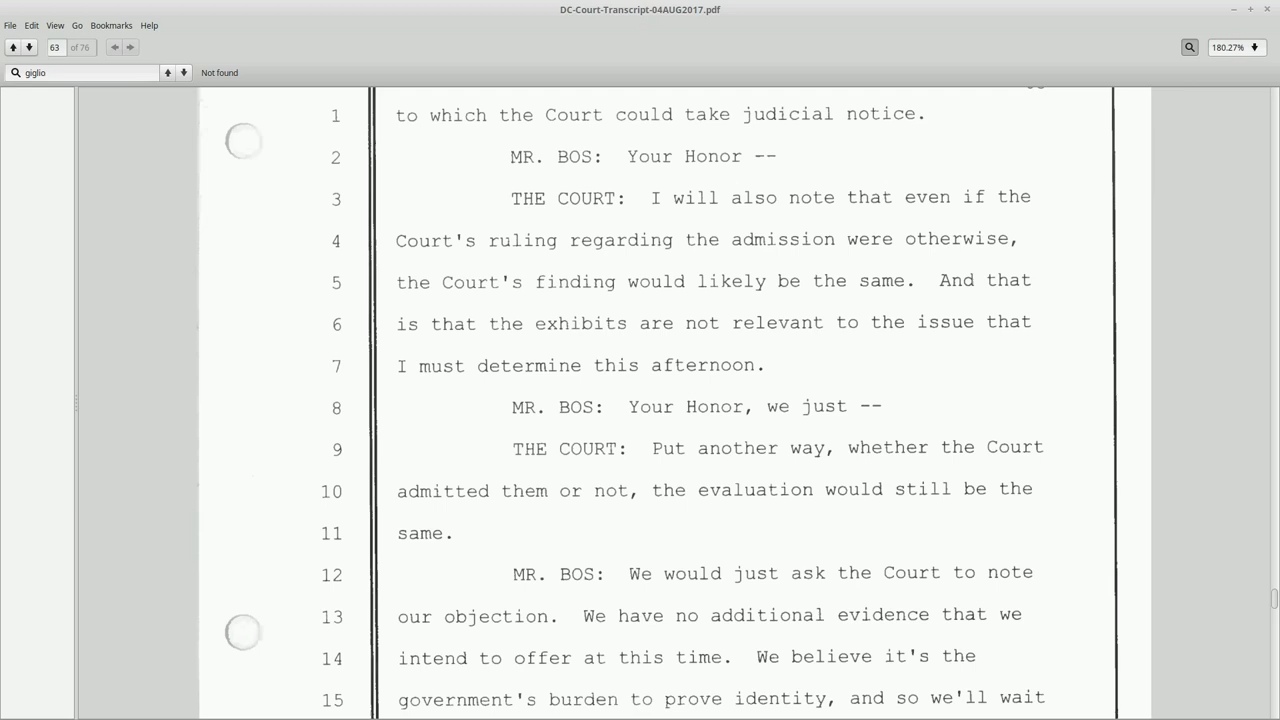 DC-Court-Transcript-04AUG2017.pdf
File Edit View Go Bookmarks Help
63 of 76 180.27%
giglio Not found
1 to which the Court could take judicial notice.
2 MR. BOS: Your Honor --
3 THE COURT: I will also note that even if the
4 Court's ruling regarding the admission were otherwise,
5 the Court's finding would likely be the same. And that
6 is that the exhibits are not relevant to the issue that
7 I must determine this afternoon.
8 MR. BOS: Your Honor, we just --
9 THE COURT: Put another way, whether the Court
10 admitted them or not, the evaluation would still be the
11 same.
12 MR. BOS: We would just ask the Court to note
13 our objection. We have no additional evidence that we
14 intend to offer at this time. We believe it's the
15 government's burden to prove identity, and so we'll wait